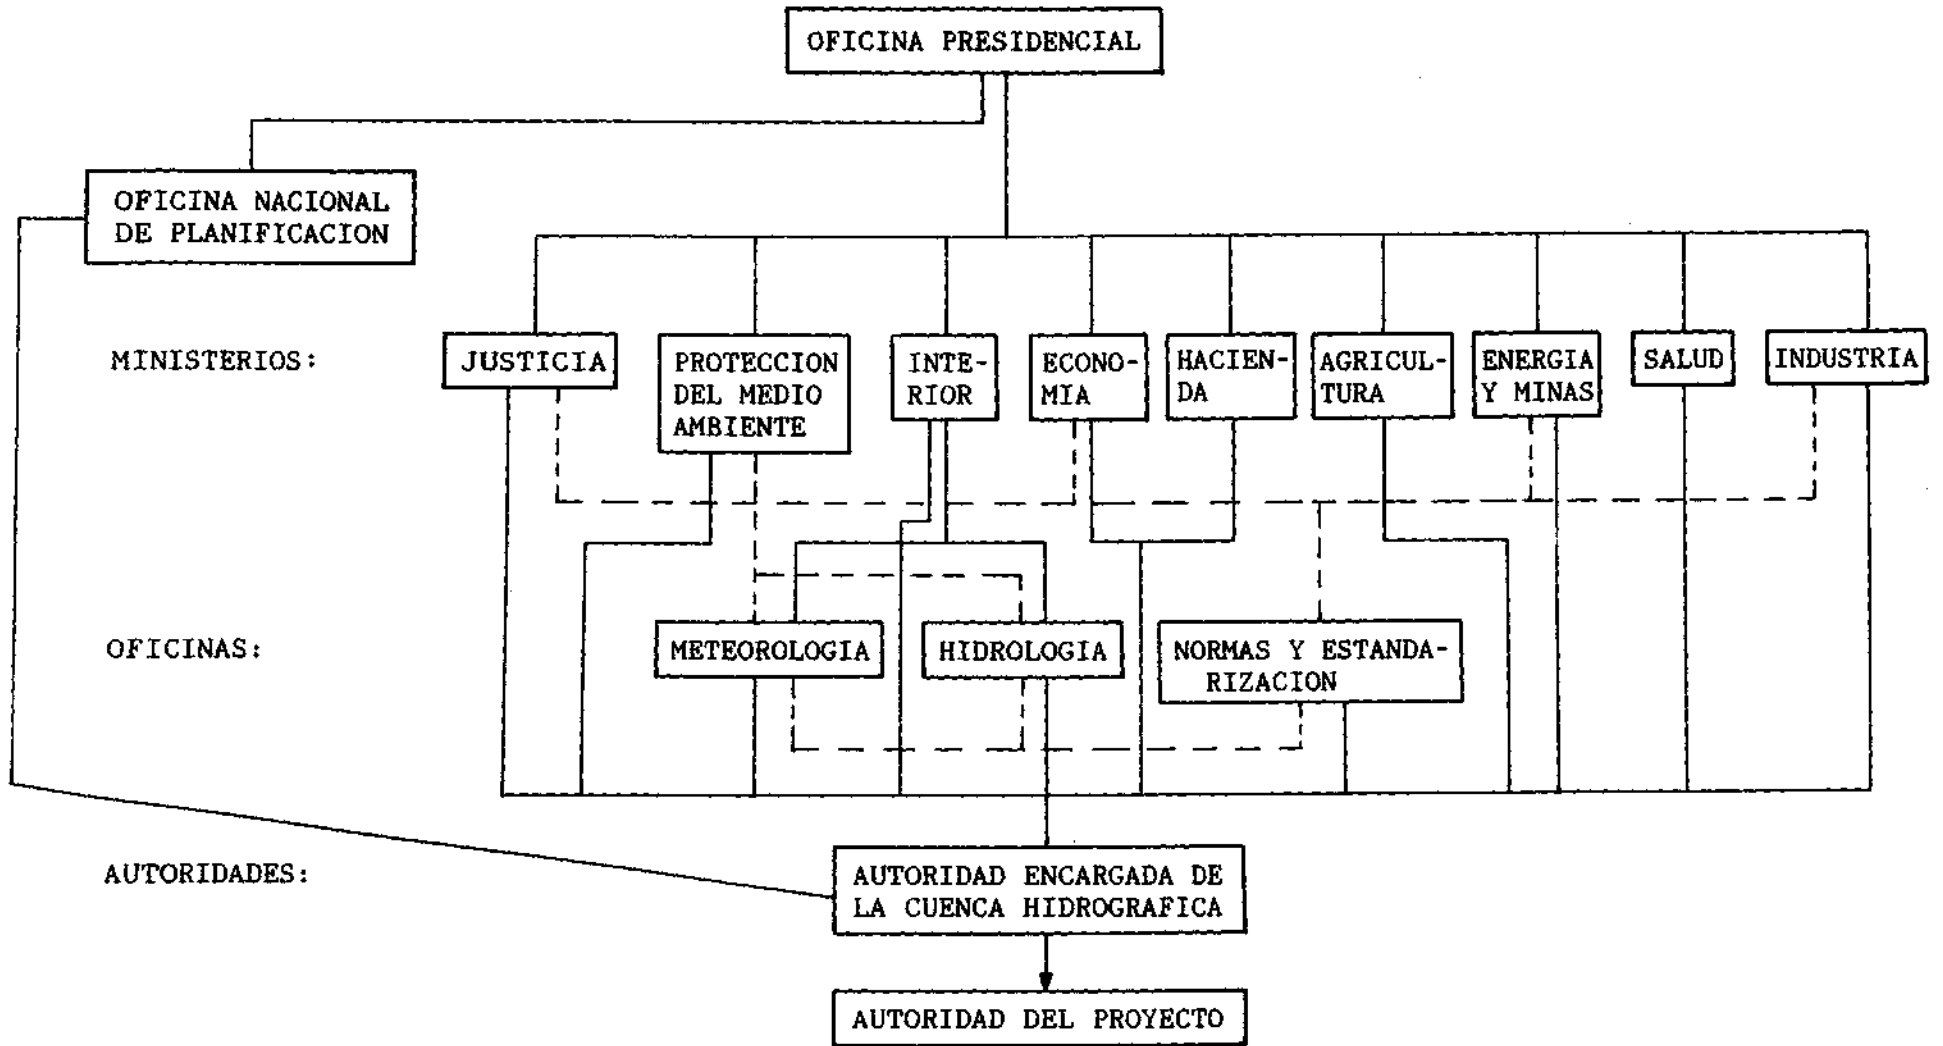 OFICINA PRESIDENCIAL
OFICINA NACIONAL
DE PLANIFICACION
MINISTERIOS:
JUSTICIA
PROTECCION
DEL MEDIO
AMBIENTE
INTE-
RIOR
ECONO-
MIA
HACIEN-
DA
AGRICUL-
TURA
ENERGIA
Y MINAS
SALUD
INDUSTRIA
OFICINAS:
METEOROLOGIA
HIDROLOGIA
NORMAS Y ESTANDA-
RIZACION
AUTORIDADES:
AUTORIDAD ENCARGADA DE
LA CUENCA HIDROGRAFICA
AUTORIDAD DEL PROYECTO